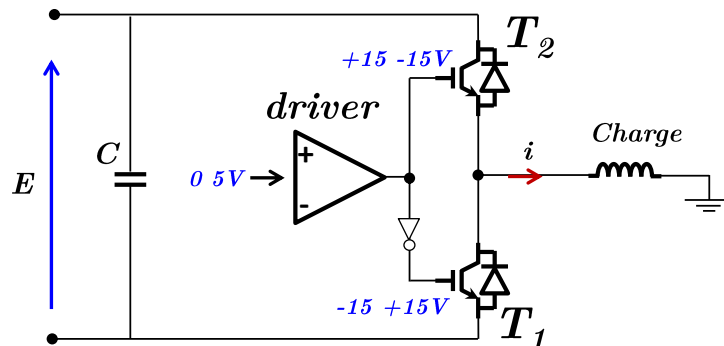 T2
+15 -15V
driver
Charge
C
+
i
E
0 5V
-
-15 +15V
T1